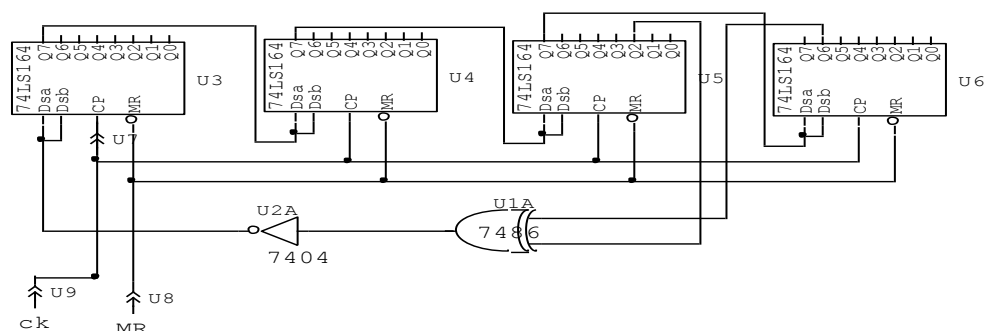 Q7 Q6 Q5 Q4 Q3 Q2 Q1 Q0
74LS164
Dsa Dsb CP MR
U3
Q7 Q6 Q5 Q4 Q3 Q2 Q1 Q0
74LS164
Dsa Dsb CP MR
U4
Q7 Q6 Q5 Q4 Q3 Q2 Q1 Q0
74LS164
Dsa Dsb CP MR
U5
Q7 Q6 Q5 Q4 Q3 Q2 Q1 Q0
74LS164
Dsa Dsb CP MR
U6
U7
U2A
7404
U1A
7486
U9
ck
U8
MR